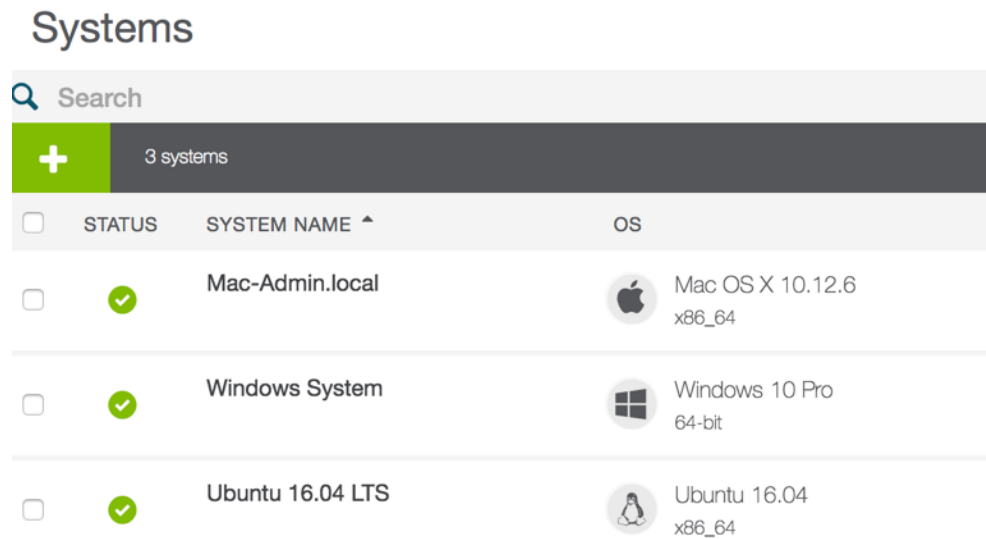 Systems
Search
3 systems
STATUS SYSTEM NAME OS
Mac-Admin.local Mac OS X 10.12.6
x86_64
Windows System Windows 10 Pro
64-bit
Ubuntu 16.04 LTS Ubuntu 16.04
x86_64